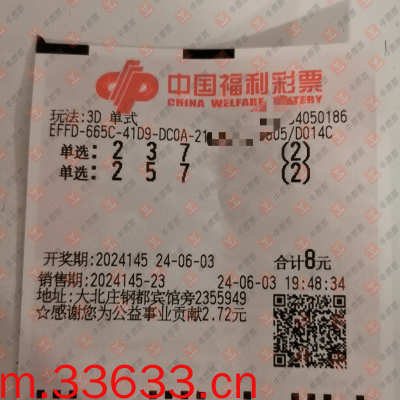 中国福利彩票
CHINA WELFARE LOTTERY
玩法:3D 单式 4050186
EFFD-665C-41D9-DC0A-21 005/D014C
单选: 2 3 7 (2)
单选: 2 5 7 (2)
开奖期:2024145 24-06-03 合计8元
销售期:2024145-23 24-06-03 19:48:34
地址:大北庄钢都宾馆旁2355949
☆感谢您为公益事业贡献2.72元
m.33633.cn